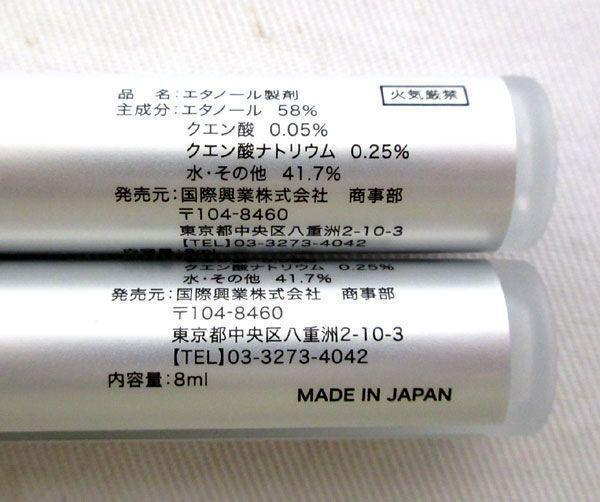 品　名：エタノール製剤
火気厳禁
主成分：エタノール 58%
クエン酸 0.05%
クエン酸ナトリウム 0.25%
水・その他 41.7%
発売元：国際興業株式会社　商事部
〒104-8460
東京都中央区八重洲2-10-3
【TEL】03-3273-4042
クエン酸ナトリウム 0.25%
水・その他 41.7%
発売元：国際興業株式会社　商事部
〒104-8460
東京都中央区八重洲2-10-3
【TEL】03-3273-4042
内容量：8ml
MADE IN JAPAN